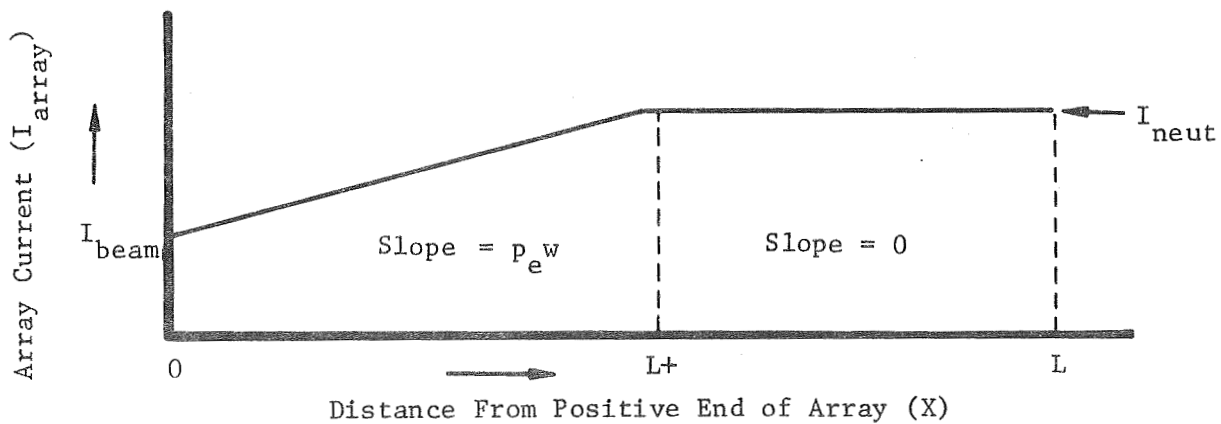 Array Current (I_array)
I_neut
I_beam
Slope = p_e w
Slope = 0
0
L+
L
Distance From Positive End of Array (X)